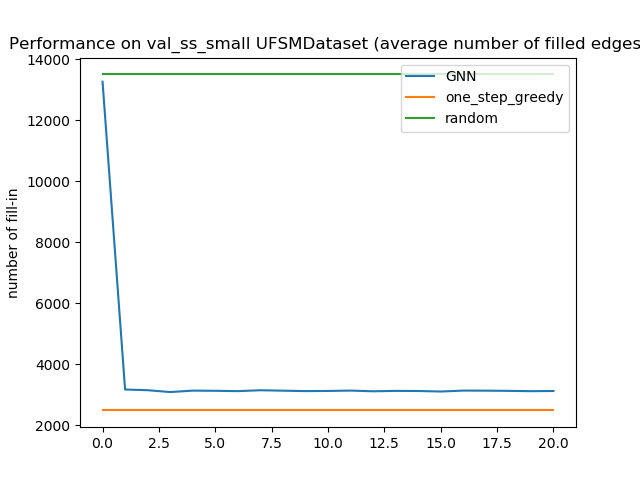 Performance on val_ss_small UFSMDataset (average number of filled edges
14000
12000
10000
8000
6000
4000
2000
number of fill-in
GNN
one_step_greedy
random
0.0 2.5 5.0 7.5 10.0 12.5 15.0 17.5 20.0